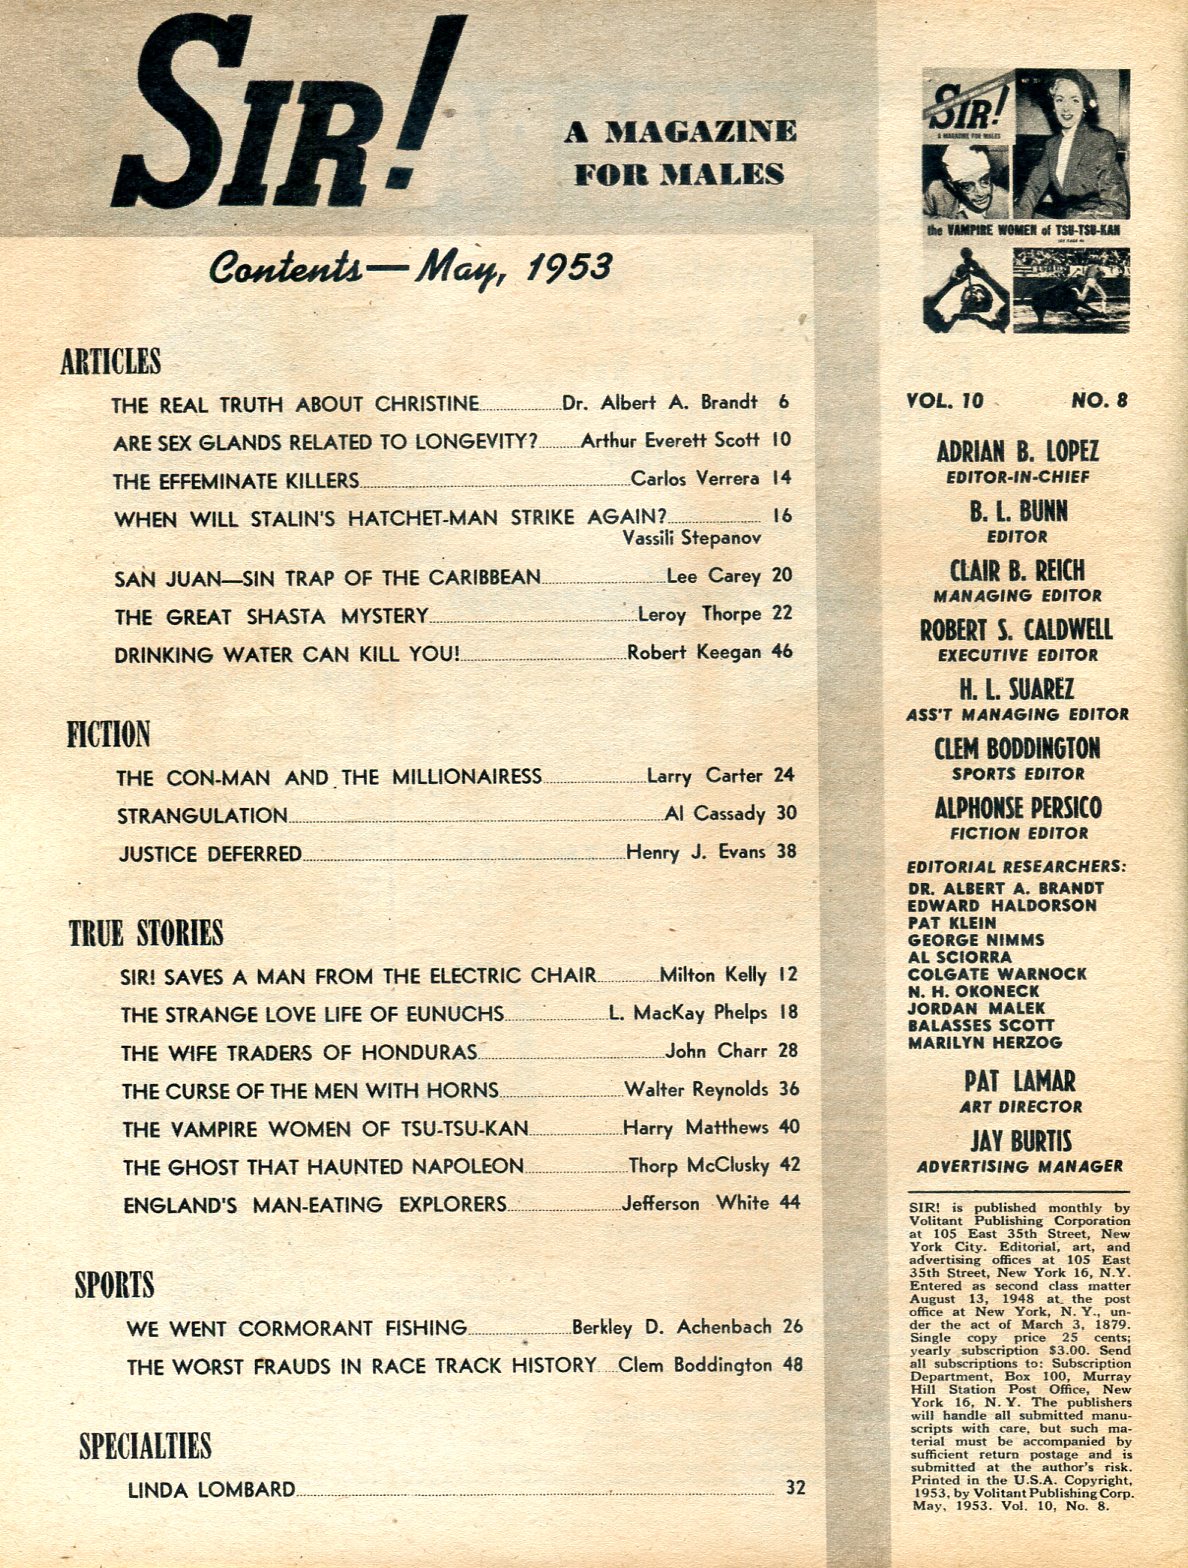 SIR!
A MAGAZINE
FOR MALES
Contents—May, 1953
ARTICLES
THE REAL TRUTH ABOUT CHRISTINE Dr. Albert A. Brandt 6
ARE SEX GLANDS RELATED TO LONGEVITY? Arthur Everett Scott 10
THE EFFEMINATE KILLERS Carlos Verrera 14
WHEN WILL STALIN'S HATCHET-MAN STRIKE AGAIN? 16
Vassili Stepanov
SAN JUAN—SIN TRAP OF THE CARIBBEAN Lee Carey 20
THE GREAT SHASTA MYSTERY Leroy Thorpe 22
DRINKING WATER CAN KILL YOU! Robert Keegan 46
FICTION
THE CON-MAN AND THE MILLIONAIRESS Larry Carter 24
STRANGULATION Al Cassady 30
JUSTICE DEFERRED Henry J. Evans 38
TRUE STORIES
SIR! SAVES A MAN FROM THE ELECTRIC CHAIR Milton Kelly 12
THE STRANGE LOVE LIFE OF EUNUCHS L. MacKay Phelps 18
THE WIFE TRADERS OF HONDURAS John Charr 28
THE CURSE OF THE MEN WITH HORNS Walter Reynolds 36
THE VAMPIRE WOMEN OF TSU-TSU-KAN Harry Matthews 40
THE GHOST THAT HAUNTED NAPOLEON Thorp McClusky 42
ENGLAND'S MAN-EATING EXPLORERS Jefferson White 44
SPORTS
WE WENT CORMORANT FISHING Berkley D. Achenbach 26
THE WORST FRAUDS IN RACE TRACK HISTORY Clem Boddington 48
SPECIALTIES
LINDA LOMBARD 32
SIR!
A MAGAZINE FOR MALES
the VAMPIRE WOMEN of TSU-TSU-KAN
VOL. 10 NO. 8
ADRIAN B. LOPEZ
EDITOR-IN-CHIEF
B. L. BUNN
EDITOR
CLAIR B. REICH
MANAGING EDITOR
ROBERT S. CALDWELL
EXECUTIVE EDITOR
H. L. SUAREZ
ASS'T MANAGING EDITOR
CLEM BODDINGTON
SPORTS EDITOR
ALPHONSE PERSICO
FICTION EDITOR
EDITORIAL RESEARCHERS:
DR. ALBERT A. BRANDT
EDWARD HALDORSON
PAT KLEIN
GEORGE NIMMS
AL SCIORRA
COLGATE WARNOCK
N. H. OKONECK
JORDAN MALEK
BALASSES SCOTT
MARILYN HERZOG
PAT LAMAR
ART DIRECTOR
JAY BURTIS
ADVERTISING MANAGER
SIR! is published monthly by
Volitant Publishing Corporation
at 105 East 35th Street, New
York City. Editorial, art, and
advertising offices at 105 East
35th Street, New York 16, N.Y.
Entered as second class matter
August 13, 1948 at the post
office at New York, N. Y., un-
der the act of March 3, 1879.
Single copy price 25 cents;
yearly subscription $3.00. Send
all subscriptions to: Subscription
Department, Box 100, Murray
Hill Station Post Office, New
York 16, N. Y. The publishers
will handle all submitted manu-
scripts with care, but such ma-
terial must be accompanied by
sufficient return postage and is
submitted at the author's risk.
Printed in the U.S.A. Copyright,
1953, by Volitant Publishing Corp.
May, 1953. Vol. 10, No. 8.